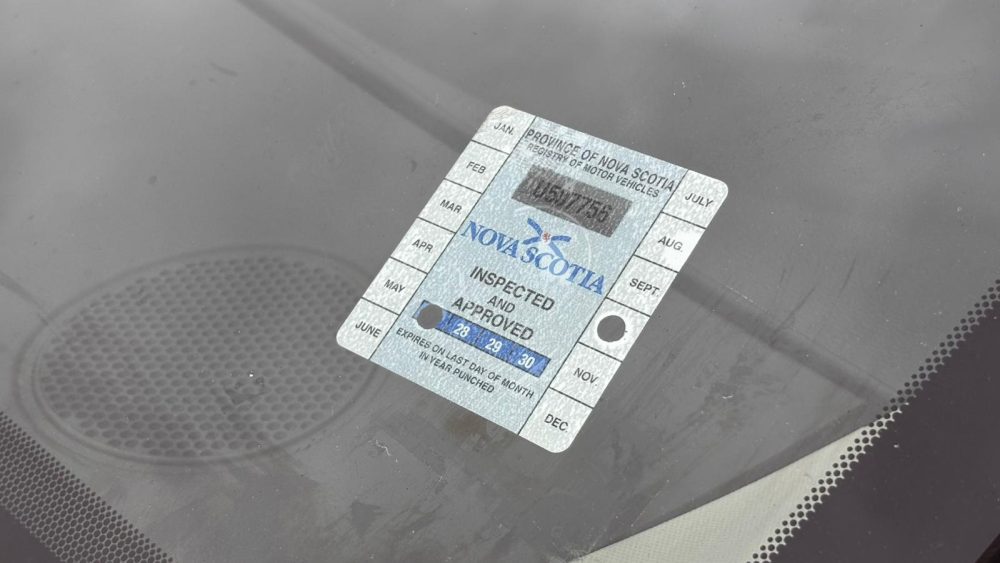 PROVINCE OF NOVA SCOTIA
REGISTRY OF MOTOR VEHICLES
NOVA SCOTIA
INSPECTED
AND
APPROVED
28 29 30
EXPIRES ON LAST DAY OF MONTH
IN YEAR PUNCHED
JAN.
FEB
MAR
APR
MAY
JUNE
JULY
AUG.
SEPT.
NOV.
DEC.